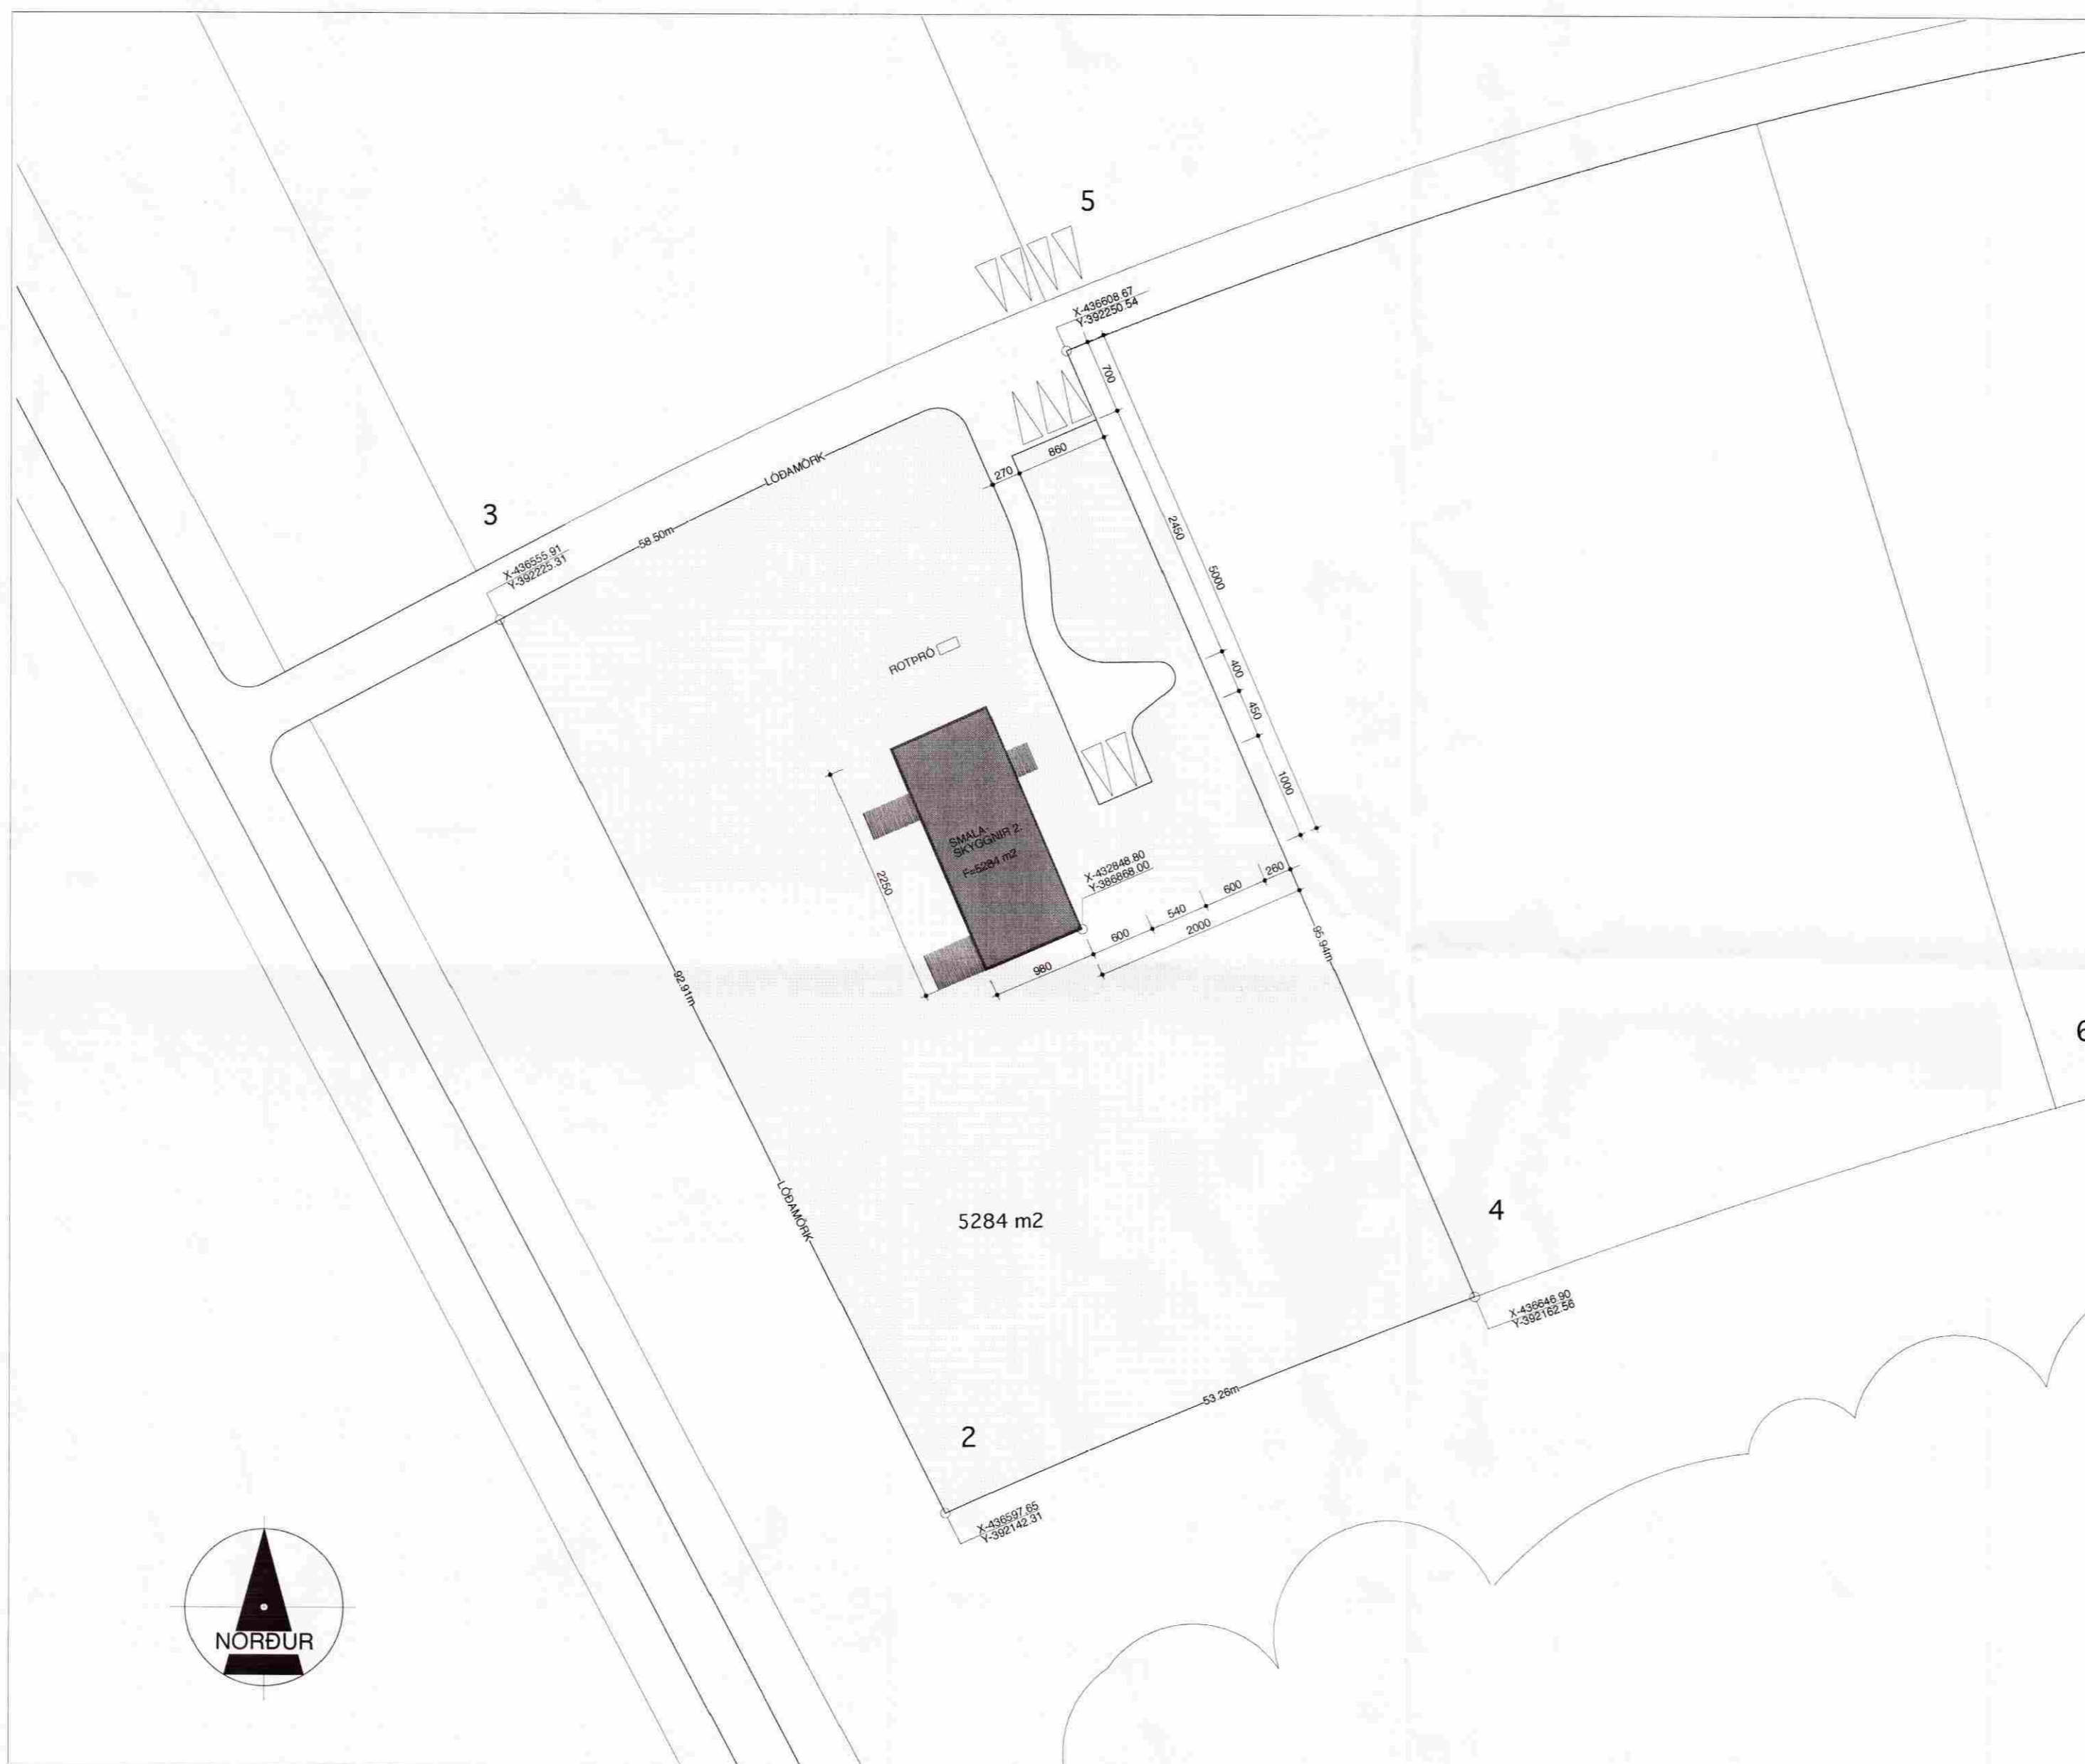 5
X-436608.67
Y-392250.54
700
860
270
LÓÐAMÖRK
3
58.50m
2450
X-436555.91
Y-392225.31
5000
ROTÞRÓ
400
450
1000
SMALA-
SKYGGNIR 2.
F=5284 m2
X-432848.80
Y-386868.00
2250
260
600
540
600
2000
980
95.94m
92.91m
6
LÓÐAMÖRK
5284 m2
4
X-436646.90
Y-392162.56
53.26m
2
X-436597.65
Y-392142.31
NORÐUR